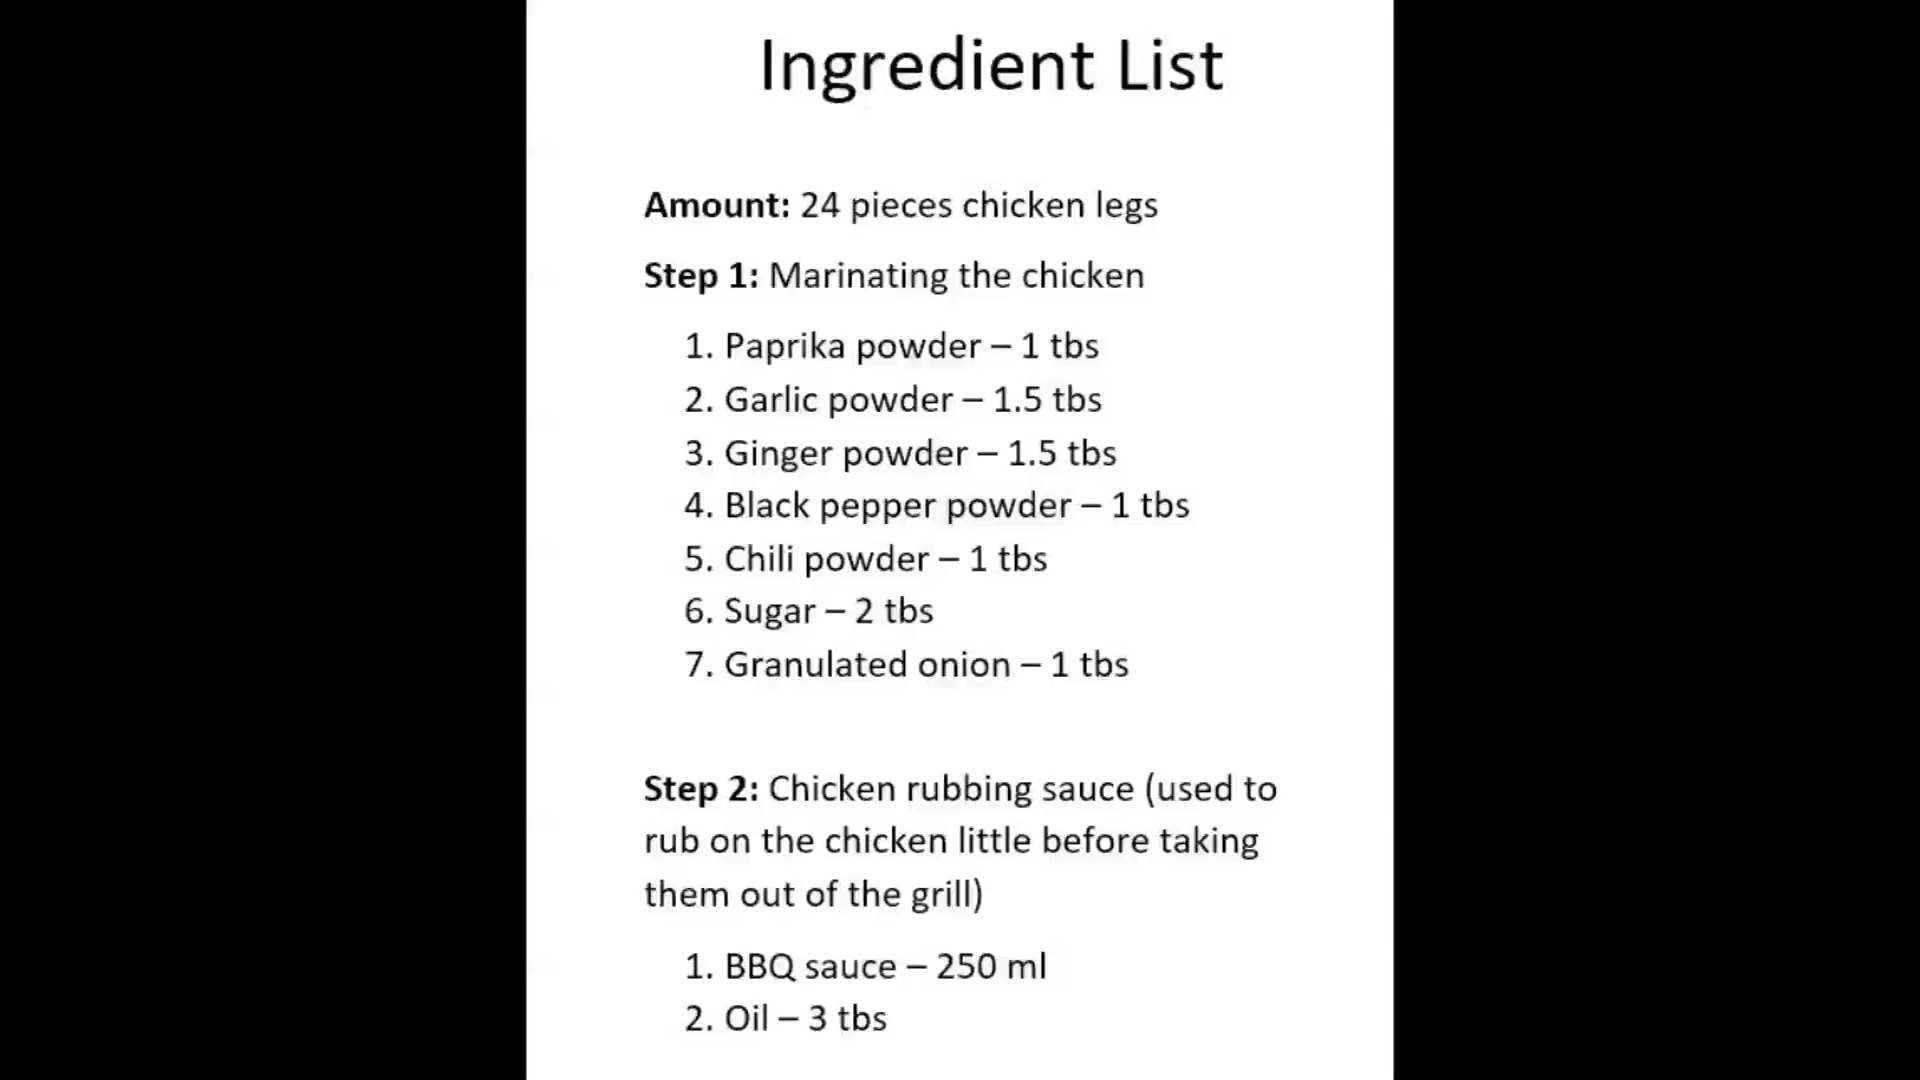 Ingredient List
Amount: 24 pieces chicken legs
Step 1: Marinating the chicken
1. Paprika powder – 1 tbs
2. Garlic powder – 1.5 tbs
3. Ginger powder – 1.5 tbs
4. Black pepper powder – 1 tbs
5. Chili powder – 1 tbs
6. Sugar – 2 tbs
7. Granulated onion – 1 tbs
Step 2: Chicken rubbing sauce (used to
rub on the chicken little before taking
them out of the grill)
1. BBQ sauce – 250 ml
2. Oil – 3 tbs